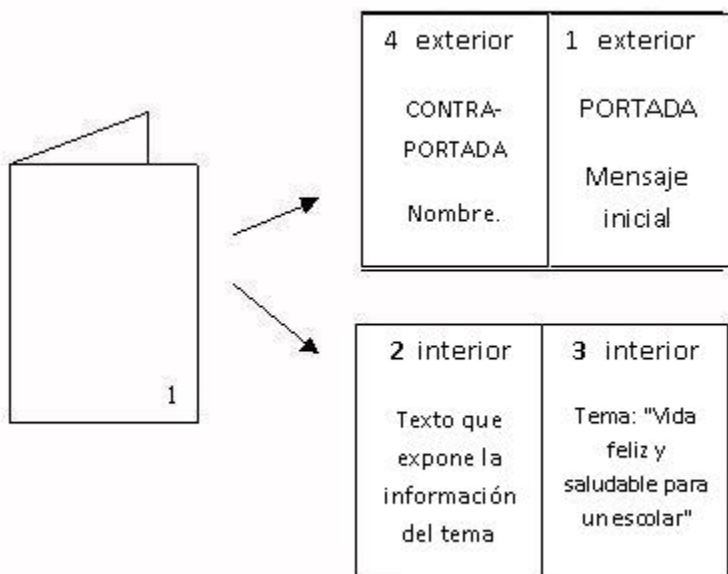 4 exterior
CONTRA-
PORTADA
Nombre.
1 exterior
PORTADA
Mensaje
inicial
1
2 interior
Texto que
expone la
información
del tema
3 interior
Tema: "Vida
feliz y
saludable para
un escolar"